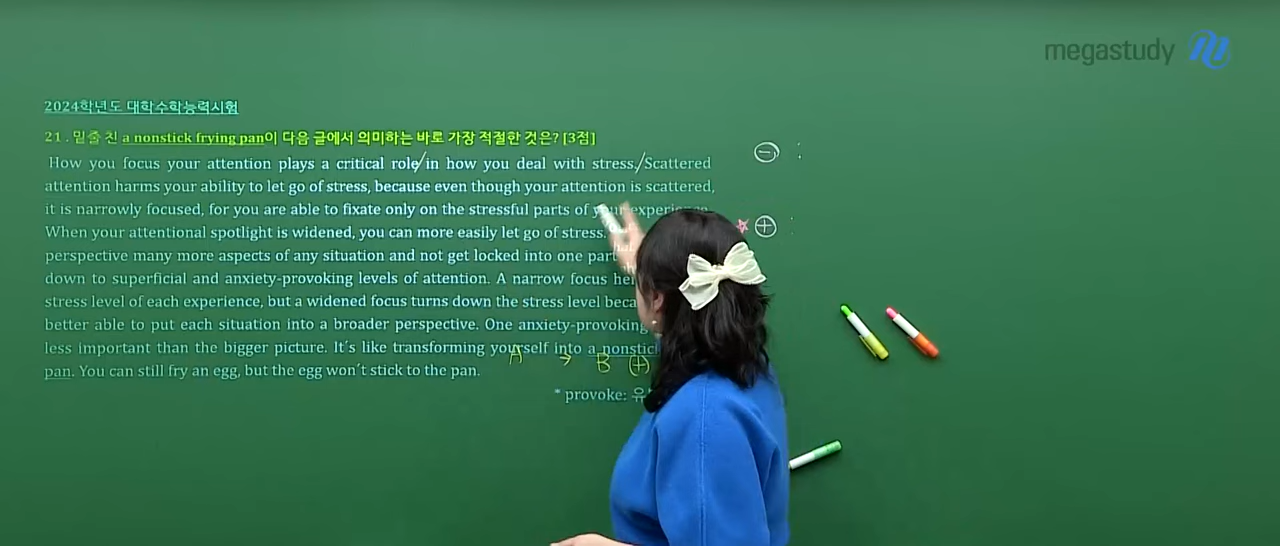 megastudy
2024학년도 대학수학능력시험
21. 밑줄 친 a nonstick frying pan이 다음 글에서 의미하는 바로 가장 적절한 것은? [3점]
How you focus your attention plays a critical role/in how you deal with stress./Scattered
attention harms your ability to let go of stress, because even though your attention is scattered,
it is narrowly focused, for you are able to fixate only on the stressful parts of your experience.
When your attentional spotlight is widened, you can more easily let go of stress.
perspective many more aspects of any situation and not get locked into one part
down to superficial and anxiety-provoking levels of attention. A narrow focus
stress level of each experience, but a widened focus turns down the stress level
better able to put each situation into a broader perspective. One anxiety-provoking
less important than the bigger picture. It's like transforming yourself into a nonstick
A → B (+)
pan. You can still fry an egg, but the egg won't stick to the pan.
* provoke:
⊖ :
☆ ⊕ :